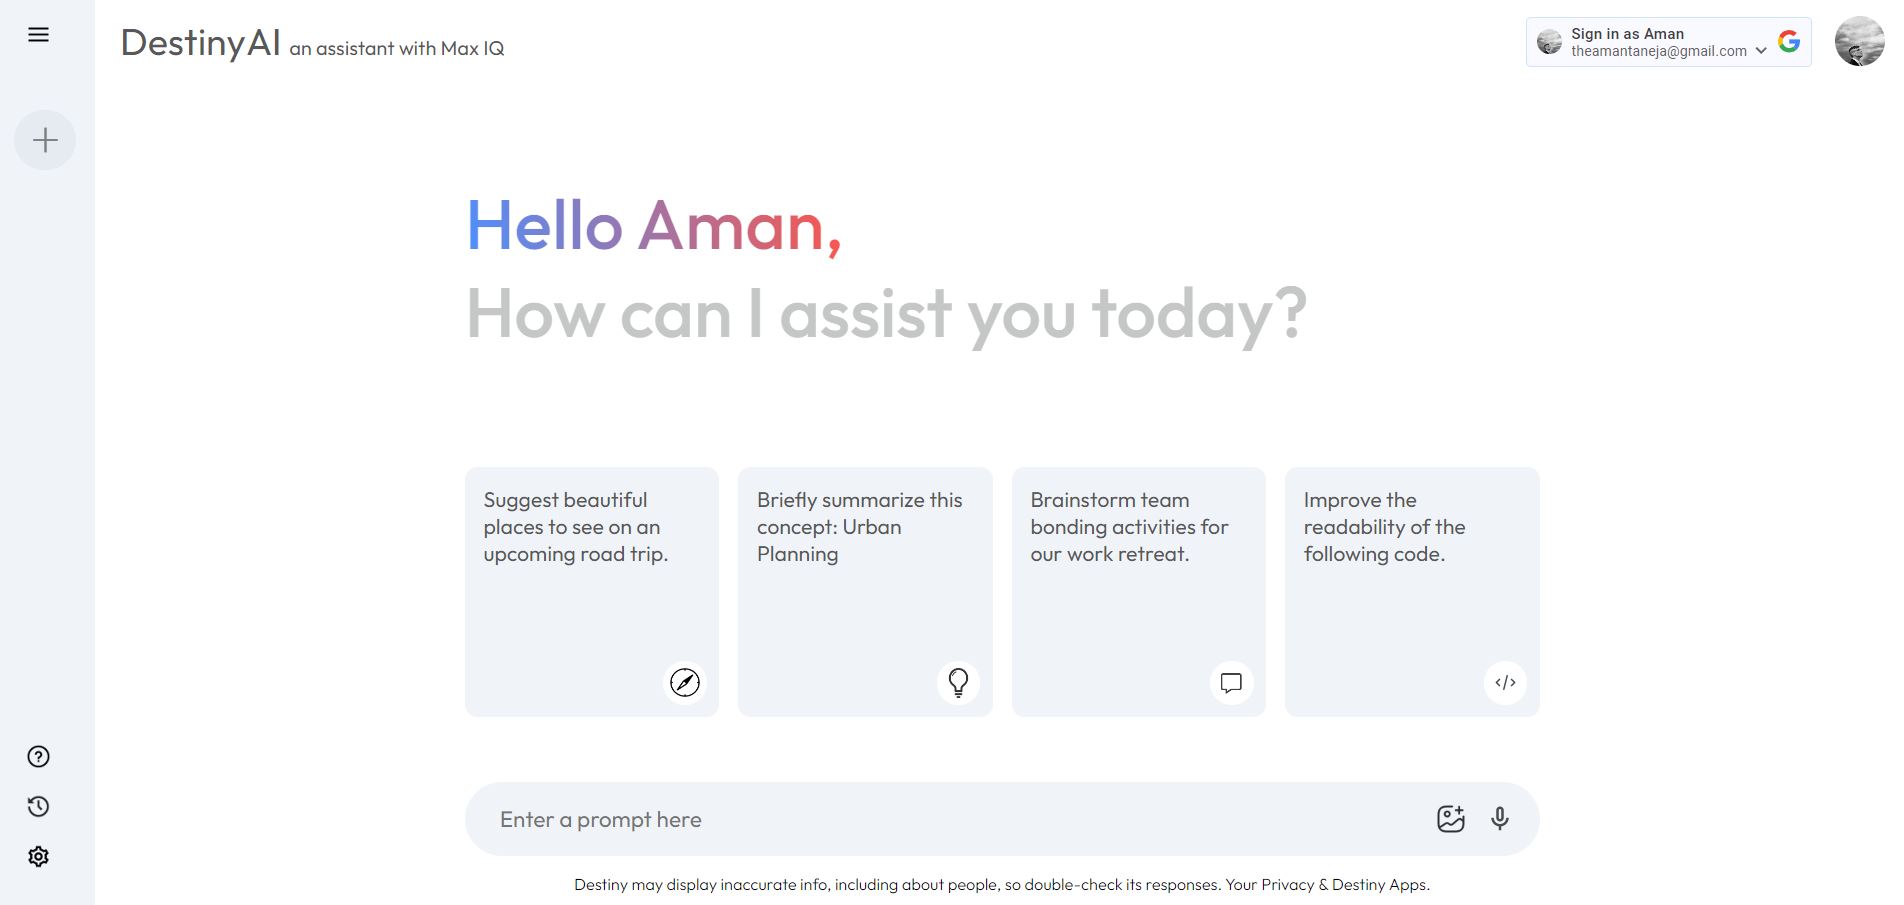 DestinyAI an assistant with Max IQ
Sign in as Aman
theamantaneja@gmail.com
Hello Aman,
How can I assist you today?
Suggest beautiful
places to see on an
upcoming road trip.
Briefly summarize this
concept: Urban
Planning
Brainstorm team
bonding activities for
our work retreat.
Improve the
readability of the
following code.
Enter a prompt here
Destiny may display inaccurate info, including about people, so double-check its responses. Your Privacy & Destiny Apps.